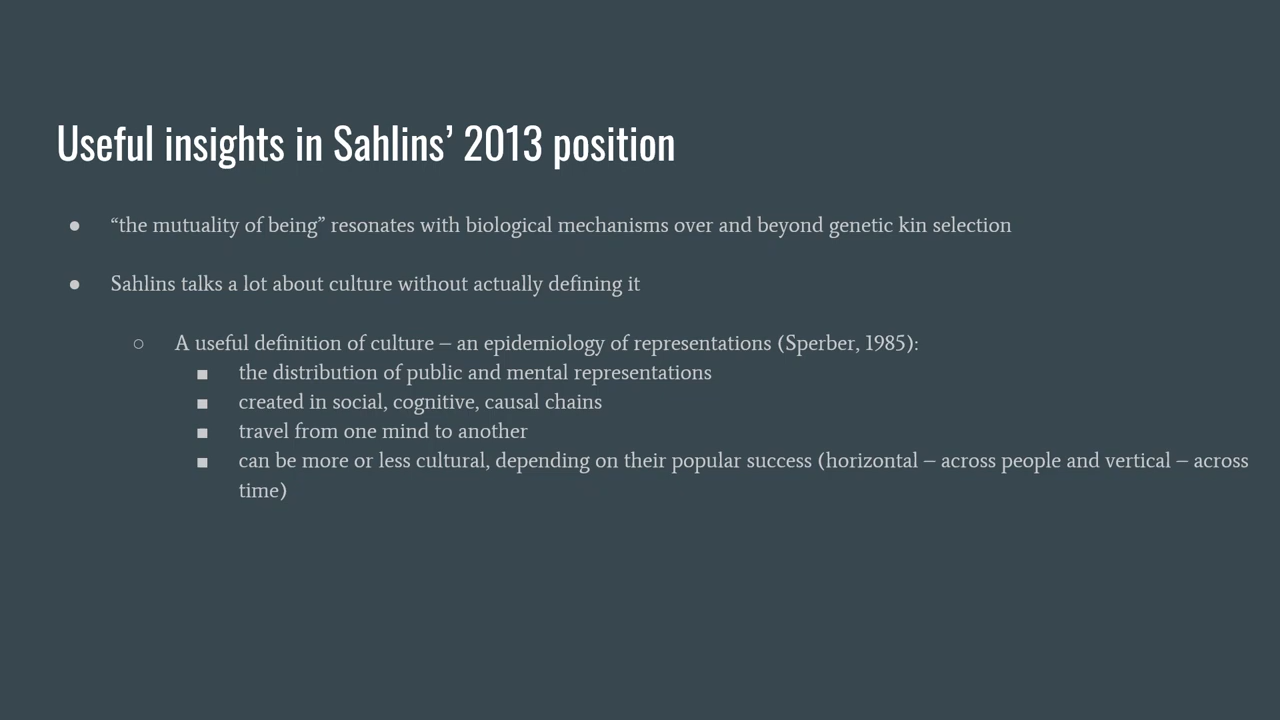 Useful insights in Sahlins’ 2013 position
● “the mutuality of being” resonates with biological mechanisms over and beyond genetic kin selection
● Sahlins talks a lot about culture without actually defining it
○ A useful definition of culture – an epidemiology of representations (Sperber, 1985):
■ the distribution of public and mental representations
■ created in social, cognitive, causal chains
■ travel from one mind to another
■ can be more or less cultural, depending on their popular success (horizontal – across people and vertical – across
time)